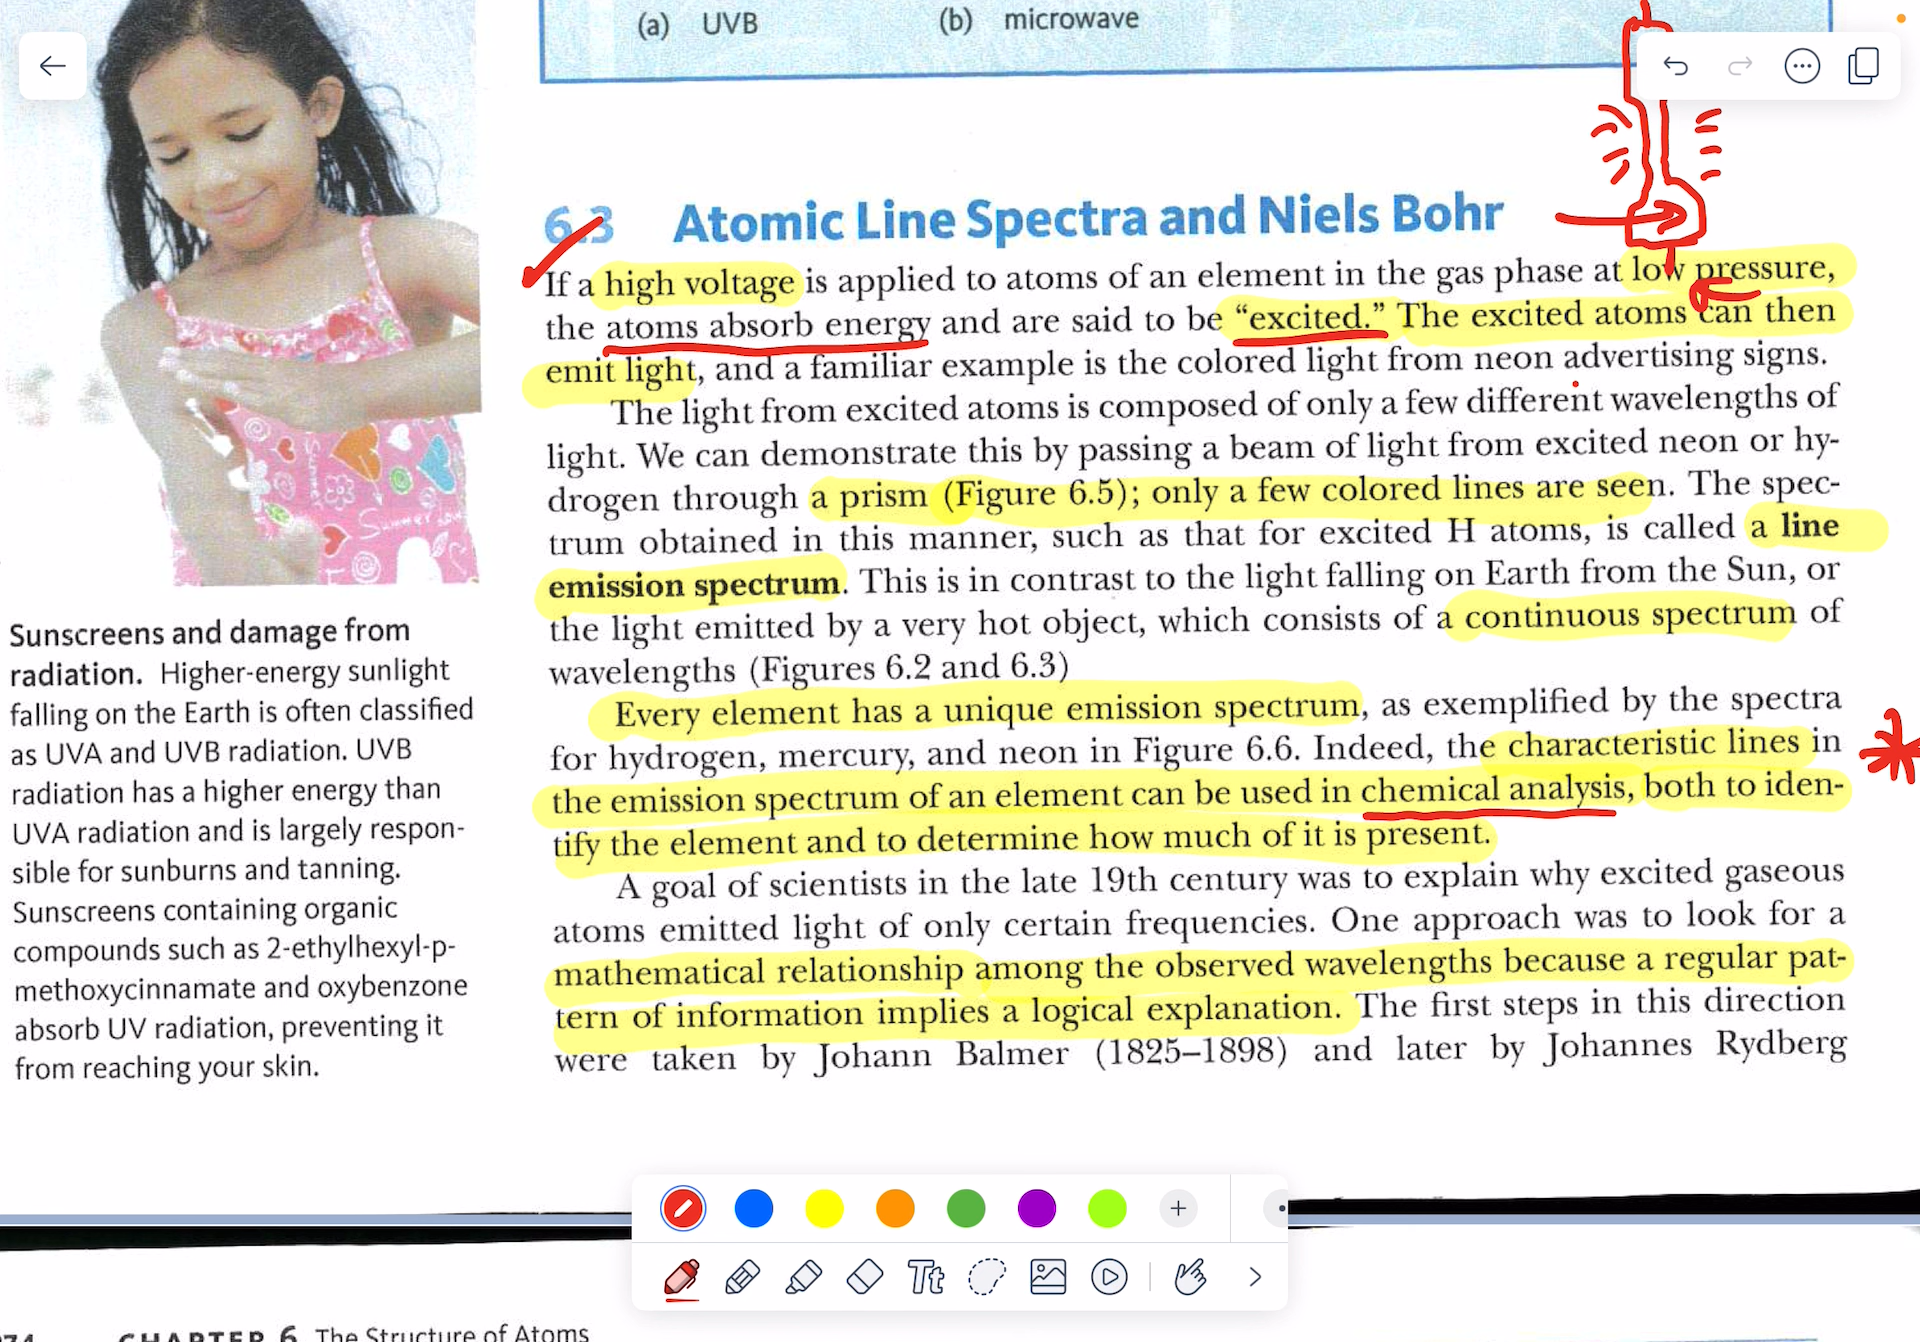 (a) UVB (b) microwave
6.3 Atomic Line Spectra and Niels Bohr
If a high voltage is applied to atoms of an element in the gas phase at low pressure,
the atoms absorb energy and are said to be “excited.” The excited atoms can then
emit light, and a familiar example is the colored light from neon advertising signs.
The light from excited atoms is composed of only a few different wavelengths of
light. We can demonstrate this by passing a beam of light from excited neon or hy-
drogen through a prism (Figure 6.5); only a few colored lines are seen. The spec-
trum obtained in this manner, such as that for excited H atoms, is called a line
emission spectrum. This is in contrast to the light falling on Earth from the Sun, or
the light emitted by a very hot object, which consists of a continuous spectrum of
wavelengths (Figures 6.2 and 6.3)
Every element has a unique emission spectrum, as exemplified by the spectra
for hydrogen, mercury, and neon in Figure 6.6. Indeed, the characteristic lines in
the emission spectrum of an element can be used in chemical analysis, both to iden-
tify the element and to determine how much of it is present.
A goal of scientists in the late 19th century was to explain why excited gaseous
atoms emitted light of only certain frequencies. One approach was to look for a
mathematical relationship among the observed wavelengths because a regular pat-
tern of information implies a logical explanation. The first steps in this direction
were taken by Johann Balmer (1825–1898) and later by Johannes Rydberg
Sunscreens and damage from
radiation. Higher-energy sunlight
falling on the Earth is often classified
as UVA and UVB radiation. UVB
radiation has a higher energy than
UVA radiation and is largely respon-
sible for sunburns and tanning.
Sunscreens containing organic
compounds such as 2-ethylhexyl-p-
methoxycinnamate and oxybenzone
absorb UV radiation, preventing it
from reaching your skin.
Tt
CHAPTER 6 The Structure of Atoms